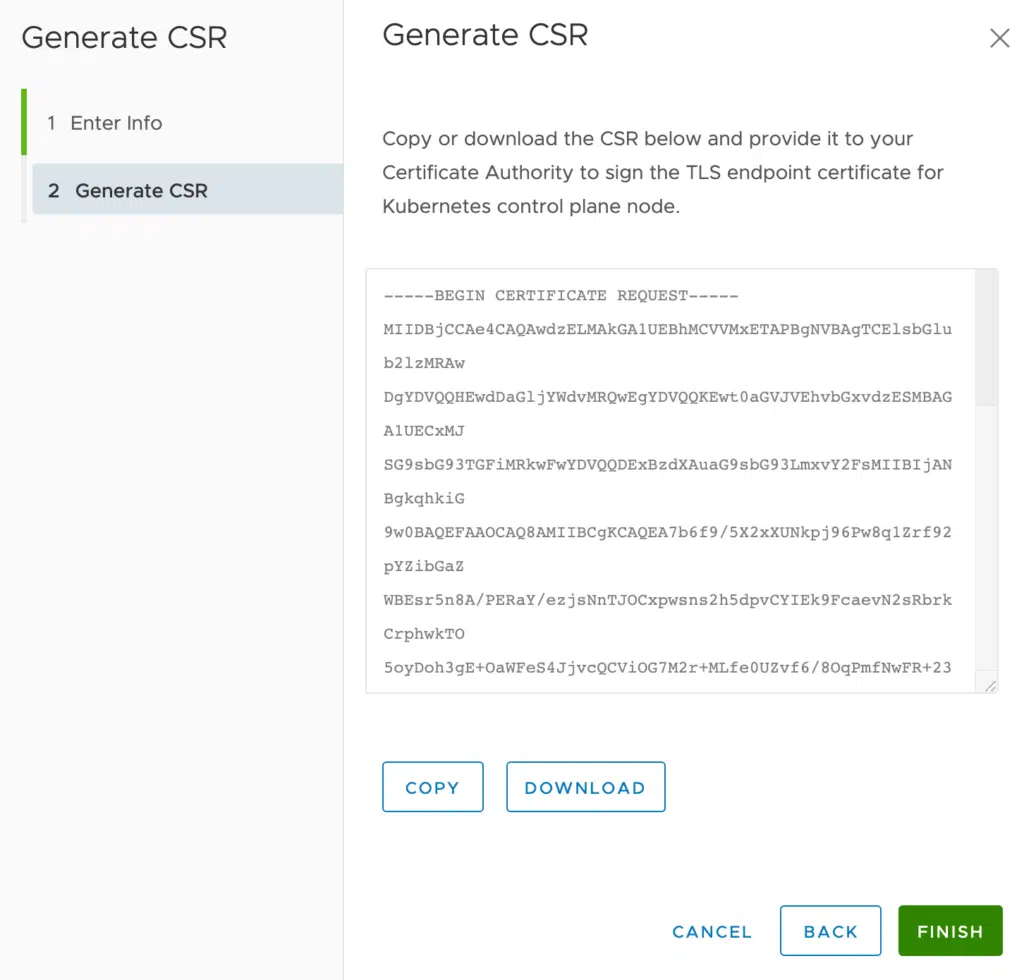 Generate CSR
1 Enter Info
2 Generate CSR
Generate CSR
Copy or download the CSR below and provide it to your
Certificate Authority to sign the TLS endpoint certificate for
Kubernetes control plane node.
-----BEGIN CERTIFICATE REQUEST-----
MIIDBjCCAe4CAQAwdzELMAkGA1UEBhMCVVMxETAPBgNVBAgTCElsbGlu
b2lzMRAw
DgYDVQQHEwdDaGljYWdvMRQwEgYDVQQKEwt0aGVJVEhvbGxvdzESMBAG
A1UECxMJ
SG9sbG93TGFiMRkwFwYDVQQDExBzdXAuaG9sbG93LmxvY2FsMIIBIjAN
BgkqhkiG
9w0BAQEFAAOCAQ8AMIIBCgKCAQEA7b6f9/5X2xXUNkpj96Pw8q1Zrf92
pYZibGaZ
WBEsr5n8A/PERaY/ezjsNnTJOCxpwsns2h5dpvCYIEk9FcaevN2sRbrk
CrphwkTO
5oyDoh3gE+OaWFeS4JjvcQCViOG7M2r+MLfe0UZvf6/8OqPmfNwFR+23
COPY
DOWNLOAD
CANCEL
BACK
FINISH